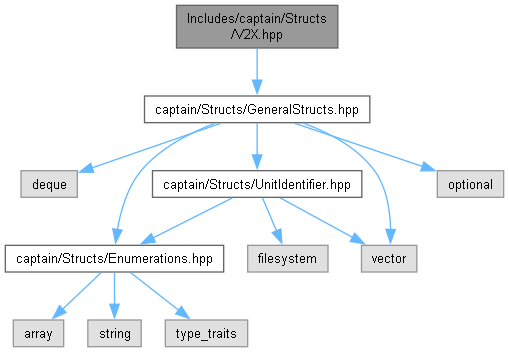 Includes/captain/Structs
/V2X.hpp
captain/Structs/GeneralStructs.hpp
deque
captain/Structs/UnitIdentifier.hpp
optional
captain/Structs/Enumerations.hpp
filesystem
vector
array
string
type_traits